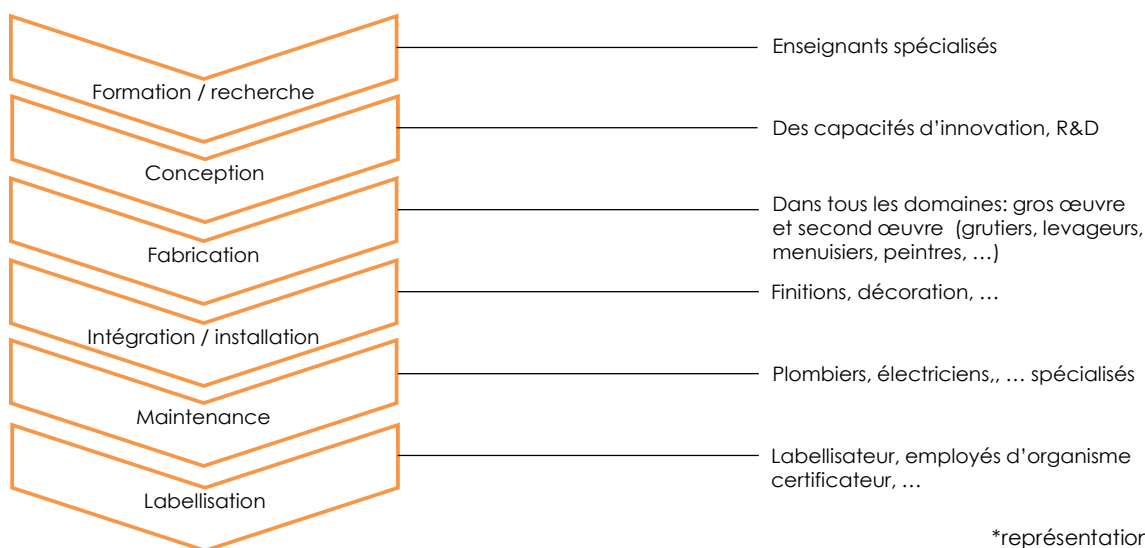 Enseignants spécialisés
Formation / recherche
Des capacités d’innovation, R&D
Conception
Dans tous les domaines: gros œuvre
et second œuvre (grutiers, levageurs,
menuisiers, peintres, …)
Fabrication
Finitions, décoration, …
Intégration / installation
Plombiers, électriciens,, … spécialisés
Maintenance
Labellisateur, employés d’organisme
certificateur, …
Labellisation
*représentation